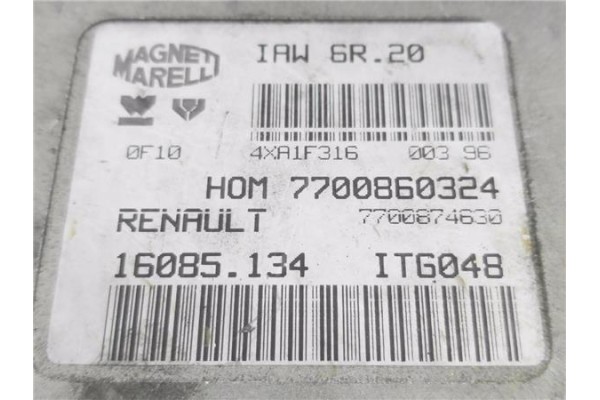 MAGNETI MARELLI IAW 6R.20
0F10 4XA1F316 003 96
HOM 7700860324
RENAULT 7700874630
16085.134 ITG048